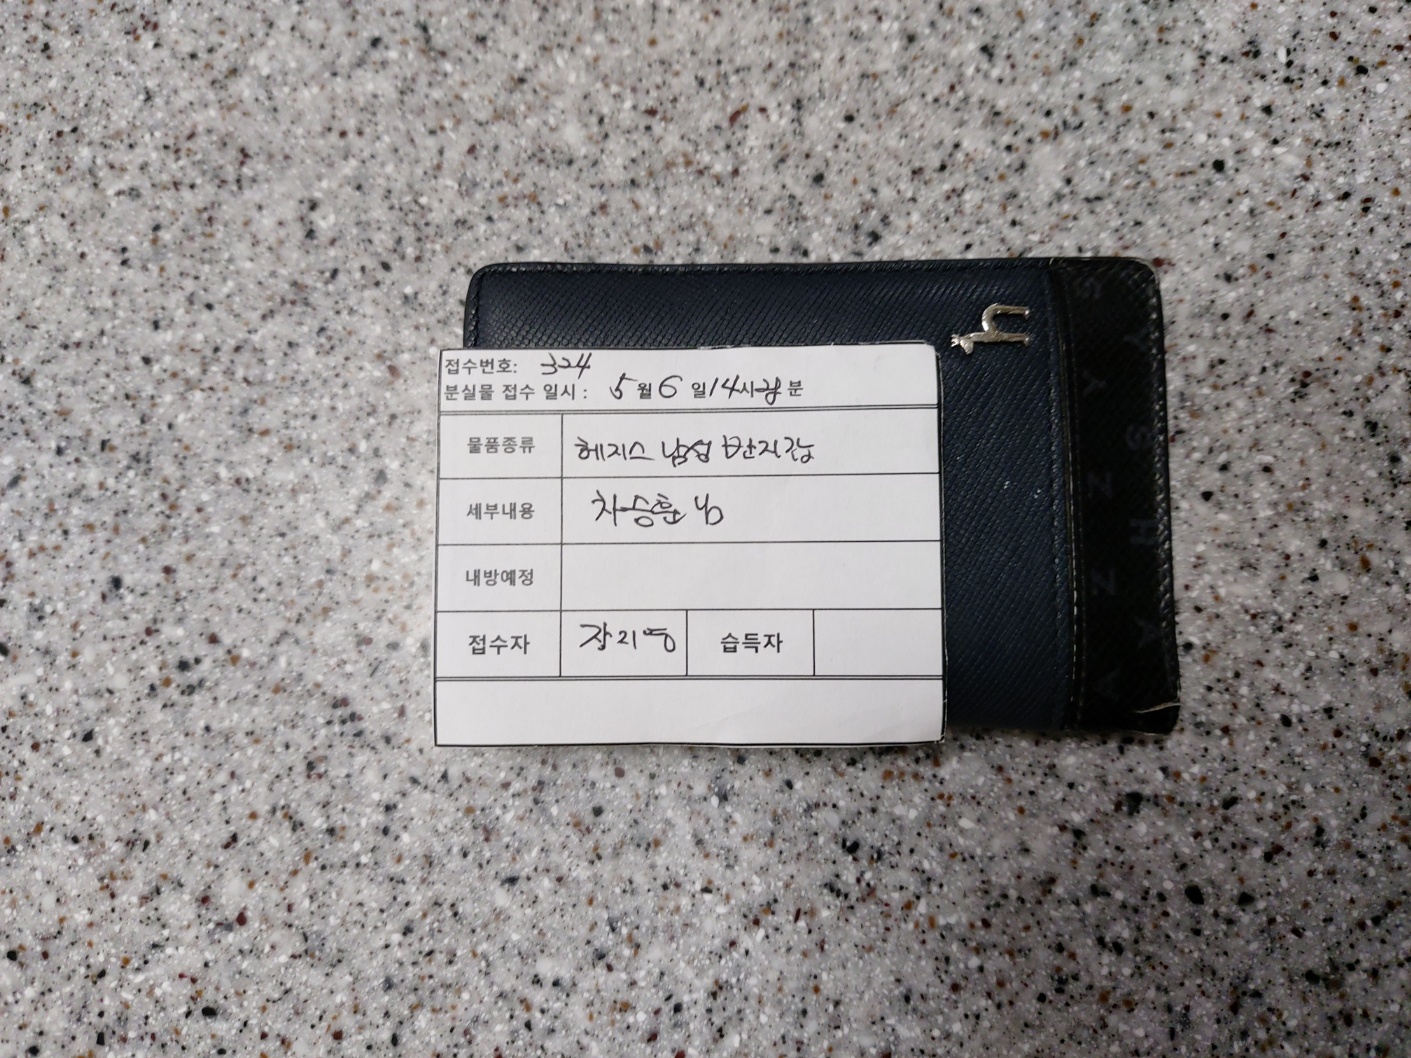 접수번호: 324
분실물 접수 일시 : 5월 6일 14시 분
물품종류 헤지스 남성 반지갑
세부내용 차승훈님
내방예정
접수자 습득자